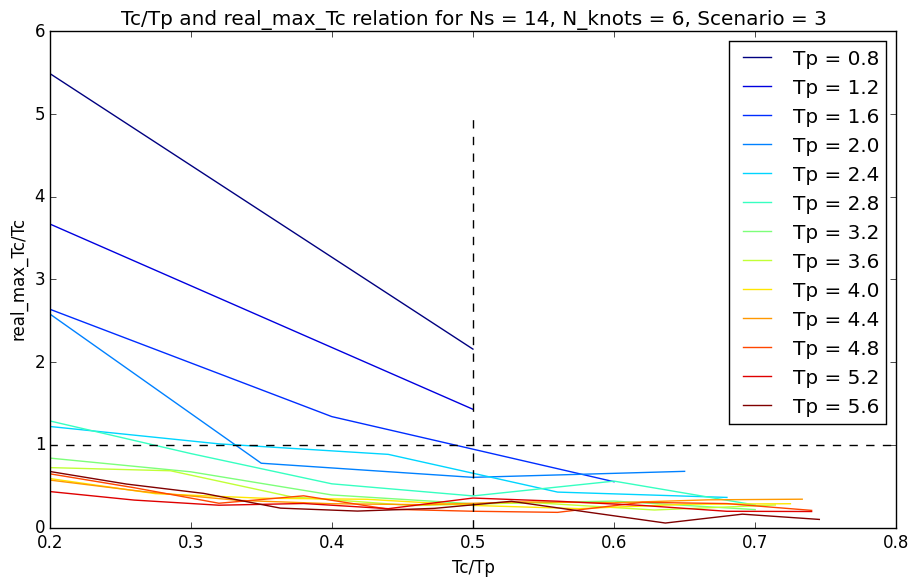 Tc/Tp and real_max_Tc relation for Ns = 14, N_knots = 6, Scenario = 3
6
5
4
3
2
1
0
real_max_Tc/Tc
0.2 0.3 0.4 0.5 0.6 0.7 0.8
Tc/Tp
Tp = 0.8
Tp = 1.2
Tp = 1.6
Tp = 2.0
Tp = 2.4
Tp = 2.8
Tp = 3.2
Tp = 3.6
Tp = 4.0
Tp = 4.4
Tp = 4.8
Tp = 5.2
Tp = 5.6